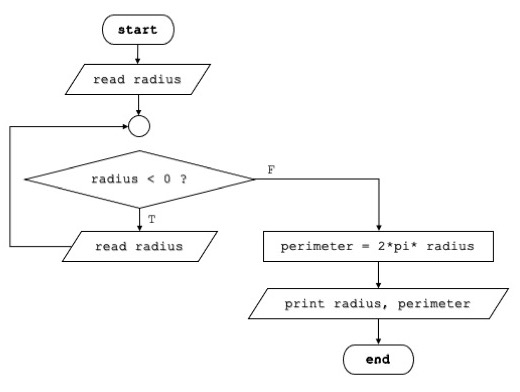 start
read radius
radius < 0 ?
F
T
read radius
perimeter = 2*pi* radius
print radius, perimeter
end